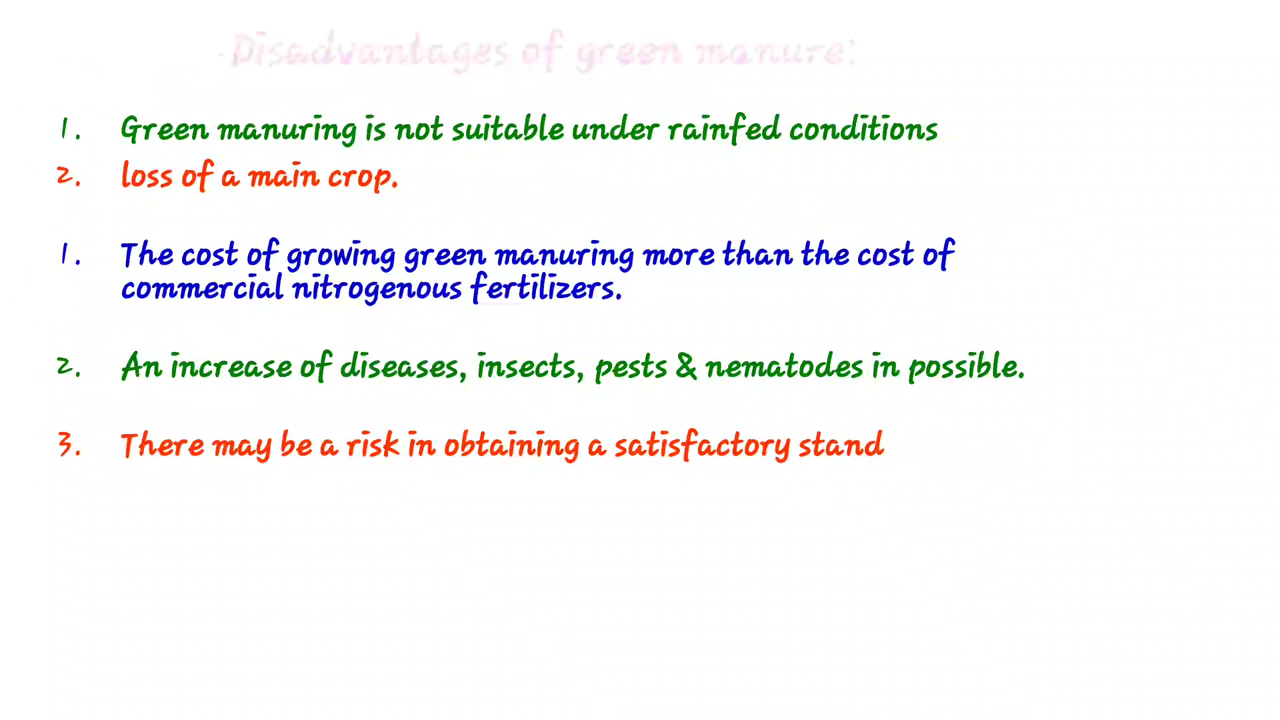 Disadvantages of green manure:
1. Green manuring is not suitable under rainfed conditions
2. loss of a main crop.
1. The cost of growing green manuring more than the cost of
commercial nitrogenous fertilizers.
2. An increase of diseases, insects, pests & nematodes in possible.
3. There may be a risk in obtaining a satisfactory stand